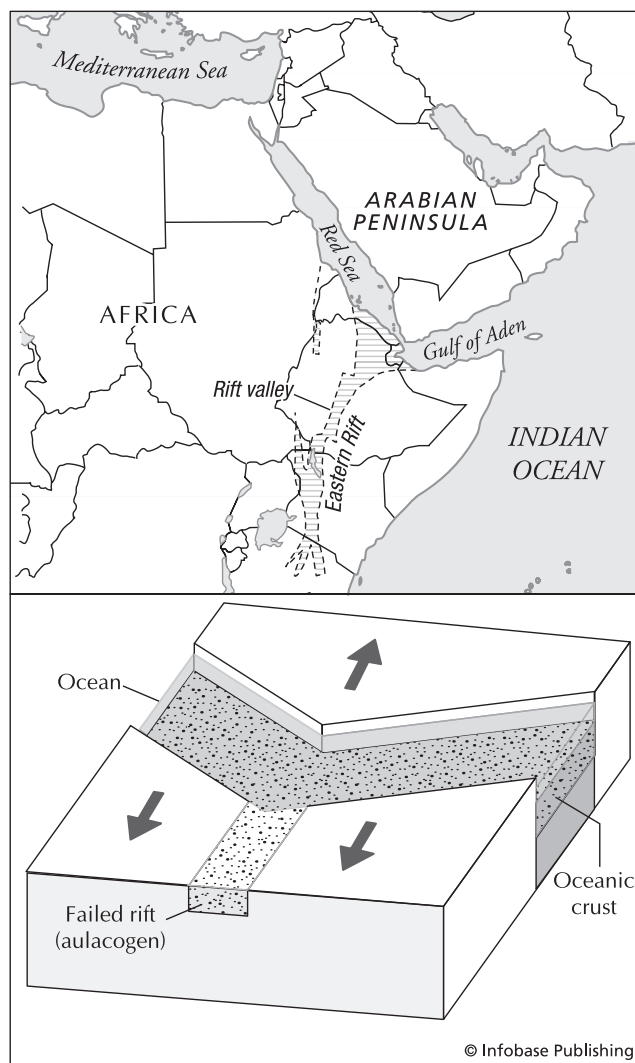 Mediterranean Sea
ARABIAN
PENINSULA
Red Sea
AFRICA
Gulf of Aden
Rift valley
Eastern Rift
INDIAN
OCEAN
Ocean
Oceanic
crust
Failed rift
(aulacogen)
© Infobase Publishing